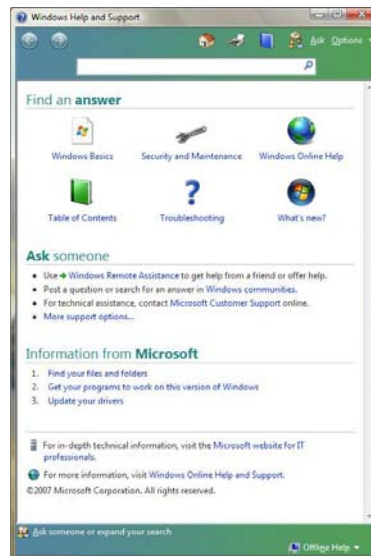 Windows Help and Support
Ask Options
Find an answer
Windows Basics Security and Maintenance Windows Online Help
Table of Contents Troubleshooting What's new?
Ask someone
Use Windows Remote Assistance to get help from a friend or offer help.
Post a question or search for an answer in Windows communities.
For technical assistance, contact Microsoft Customer Support online.
More support options...
Information from Microsoft
1. Find your files and folders
2. Get your programs to work on this version of Windows
3. Update your drivers
For in-depth technical information, visit the Microsoft website for IT
professionals.
For more information, visit Windows Online Help and Support.
©2007 Microsoft Corporation. All rights reserved.
Ask someone or expand your search
Offline Help